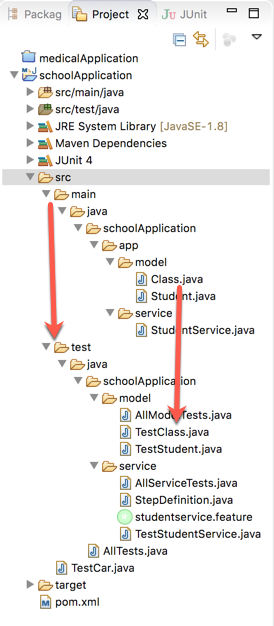 Packag Project JUnit
medicalApplication
schoolApplication
src/main/java
src/test/java
JRE System Library [JavaSE-1.8]
Maven Dependencies
JUnit 4
src
main
java
schoolApplication
app
model
Class.java
Student.java
service
StudentService.java
test
java
schoolApplication
model
AllModelTests.java
TestClass.java
TestStudent.java
service
AllServiceTests.java
StepDefinition.java
studentservice.feature
TestStudentService.java
AllTests.java
TestCar.java
target
pom.xml